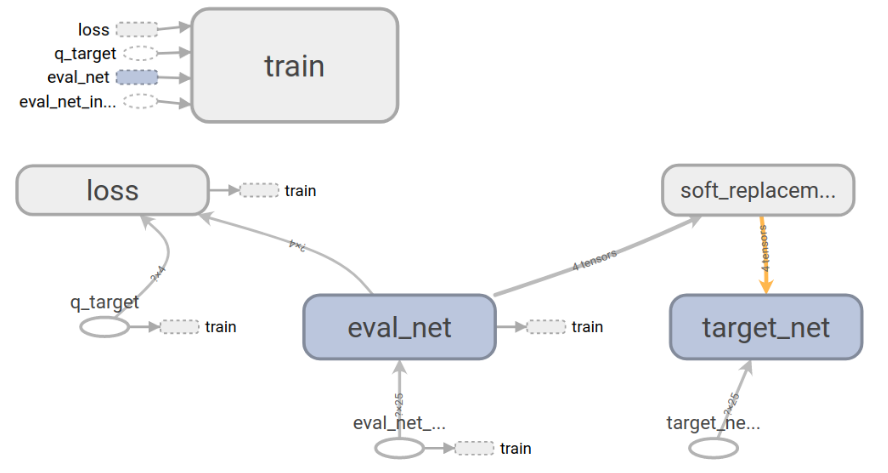 loss
q_target
eval_net
eval_net_in...
train
loss
train
soft_replacem...
?×4
4 tensors
4 tensors
?×4
q_target
train
eval_net
train
target_net
?×25
?×25
eval_net_...
train
target_ne...